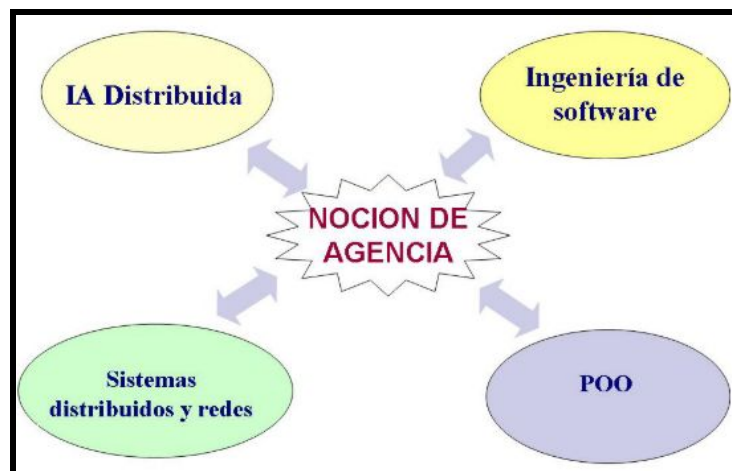 IA Distribuida
Ingeniería de
software
NOCION DE
AGENCIA
Sistemas
distribuidos y redes
POO